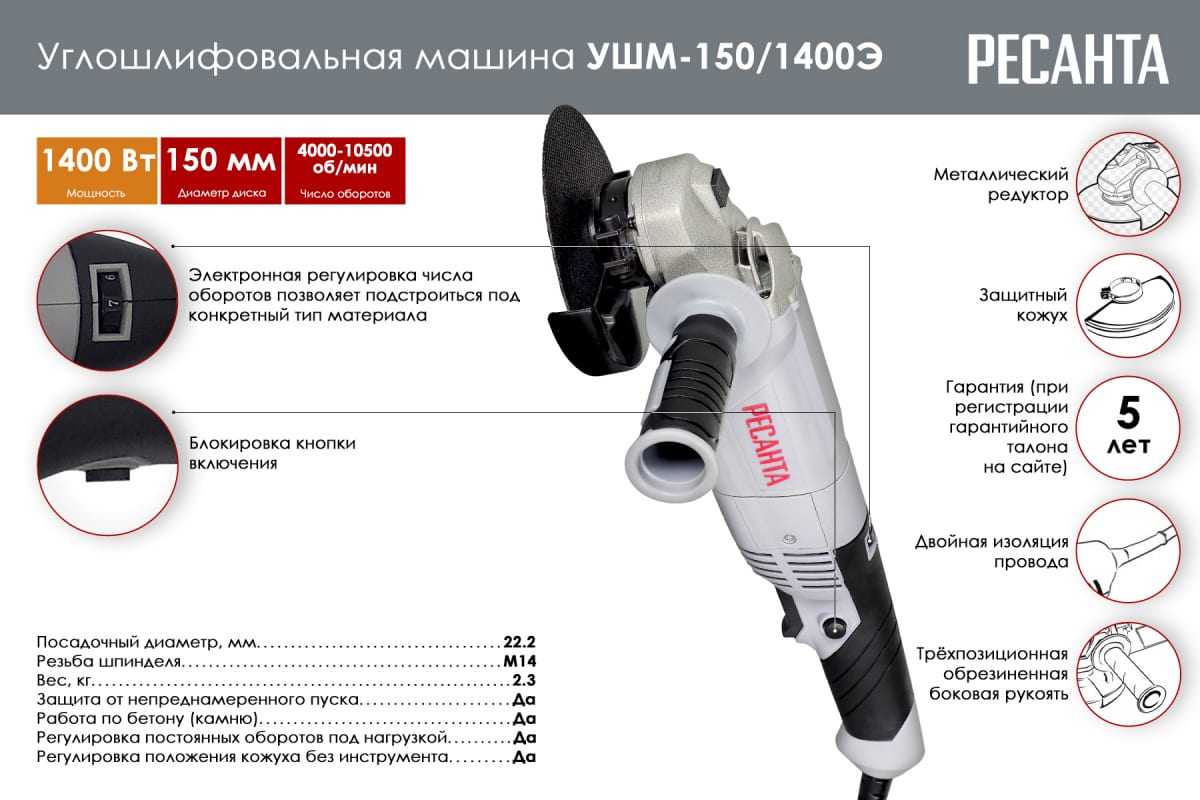 Углошлифовальная машина УШМ-150/1400Э
РЕСАНТА
1400 Вт
Мощность
150 мм
Диаметр диска
4000-10500
об/мин
Число оборотов
6
7
Электронная регулировка числа
оборотов позволяет подстроиться под
конкретный тип материала
Блокировка кнопки
включения
РЕСАНТА
Металлический
редуктор
Защитный
кожух
Гарантия (при
регистрации
гарантийного
талона
на сайте)
5
лет
Двойная изоляция
провода
Трёхпозиционная
обрезиненная
боковая рукоять
Посадочный диаметр, мм..........................................22.2
Резьба шпинделя........................................................М14
Вес, кг.........................................................................2.3
Защита от непреднамеренного пуска.........................Да
Работа по бетону (камню)...........................................Да
Регулировка постоянных оборотов под нагрузкой..........Да
Регулировка положения кожуха без инструмента..........Да